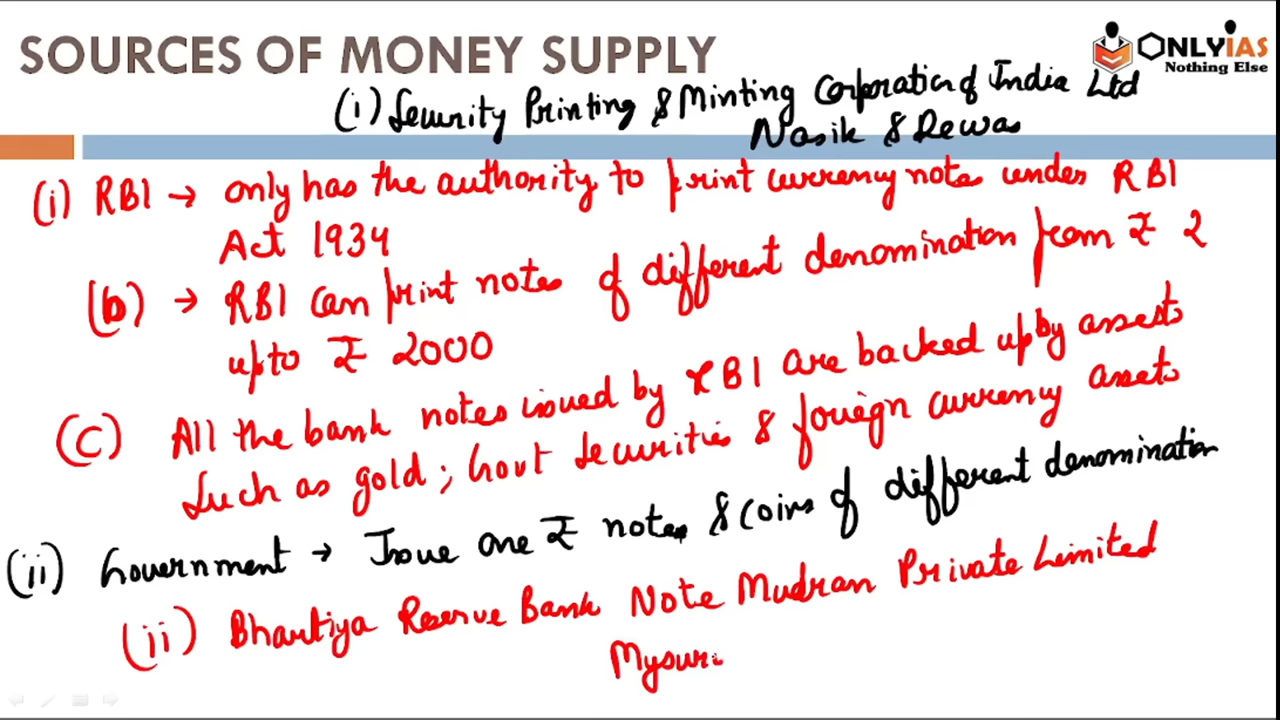 SOURCES OF MONEY SUPPLY
ONLYIAS
Nothing Else
(i) Security Printing & Minting Corporation of India Ltd
Nasik & Dewas
(i) RBI → only has the authority to print currency notes under RBI
Act 1934
(b) → RBI can print notes of different denomination from ₹ 2
upto ₹ 2000
(C) All the bank notes issued by RBI are backed up by assets
Such as gold; Govt Securities & foreign currency assets
(ii) Government → Issue one ₹ notes & coins of different denomination
(ii) Bhartiya Reserve Bank Note Mudran Private Limited
Mysuru